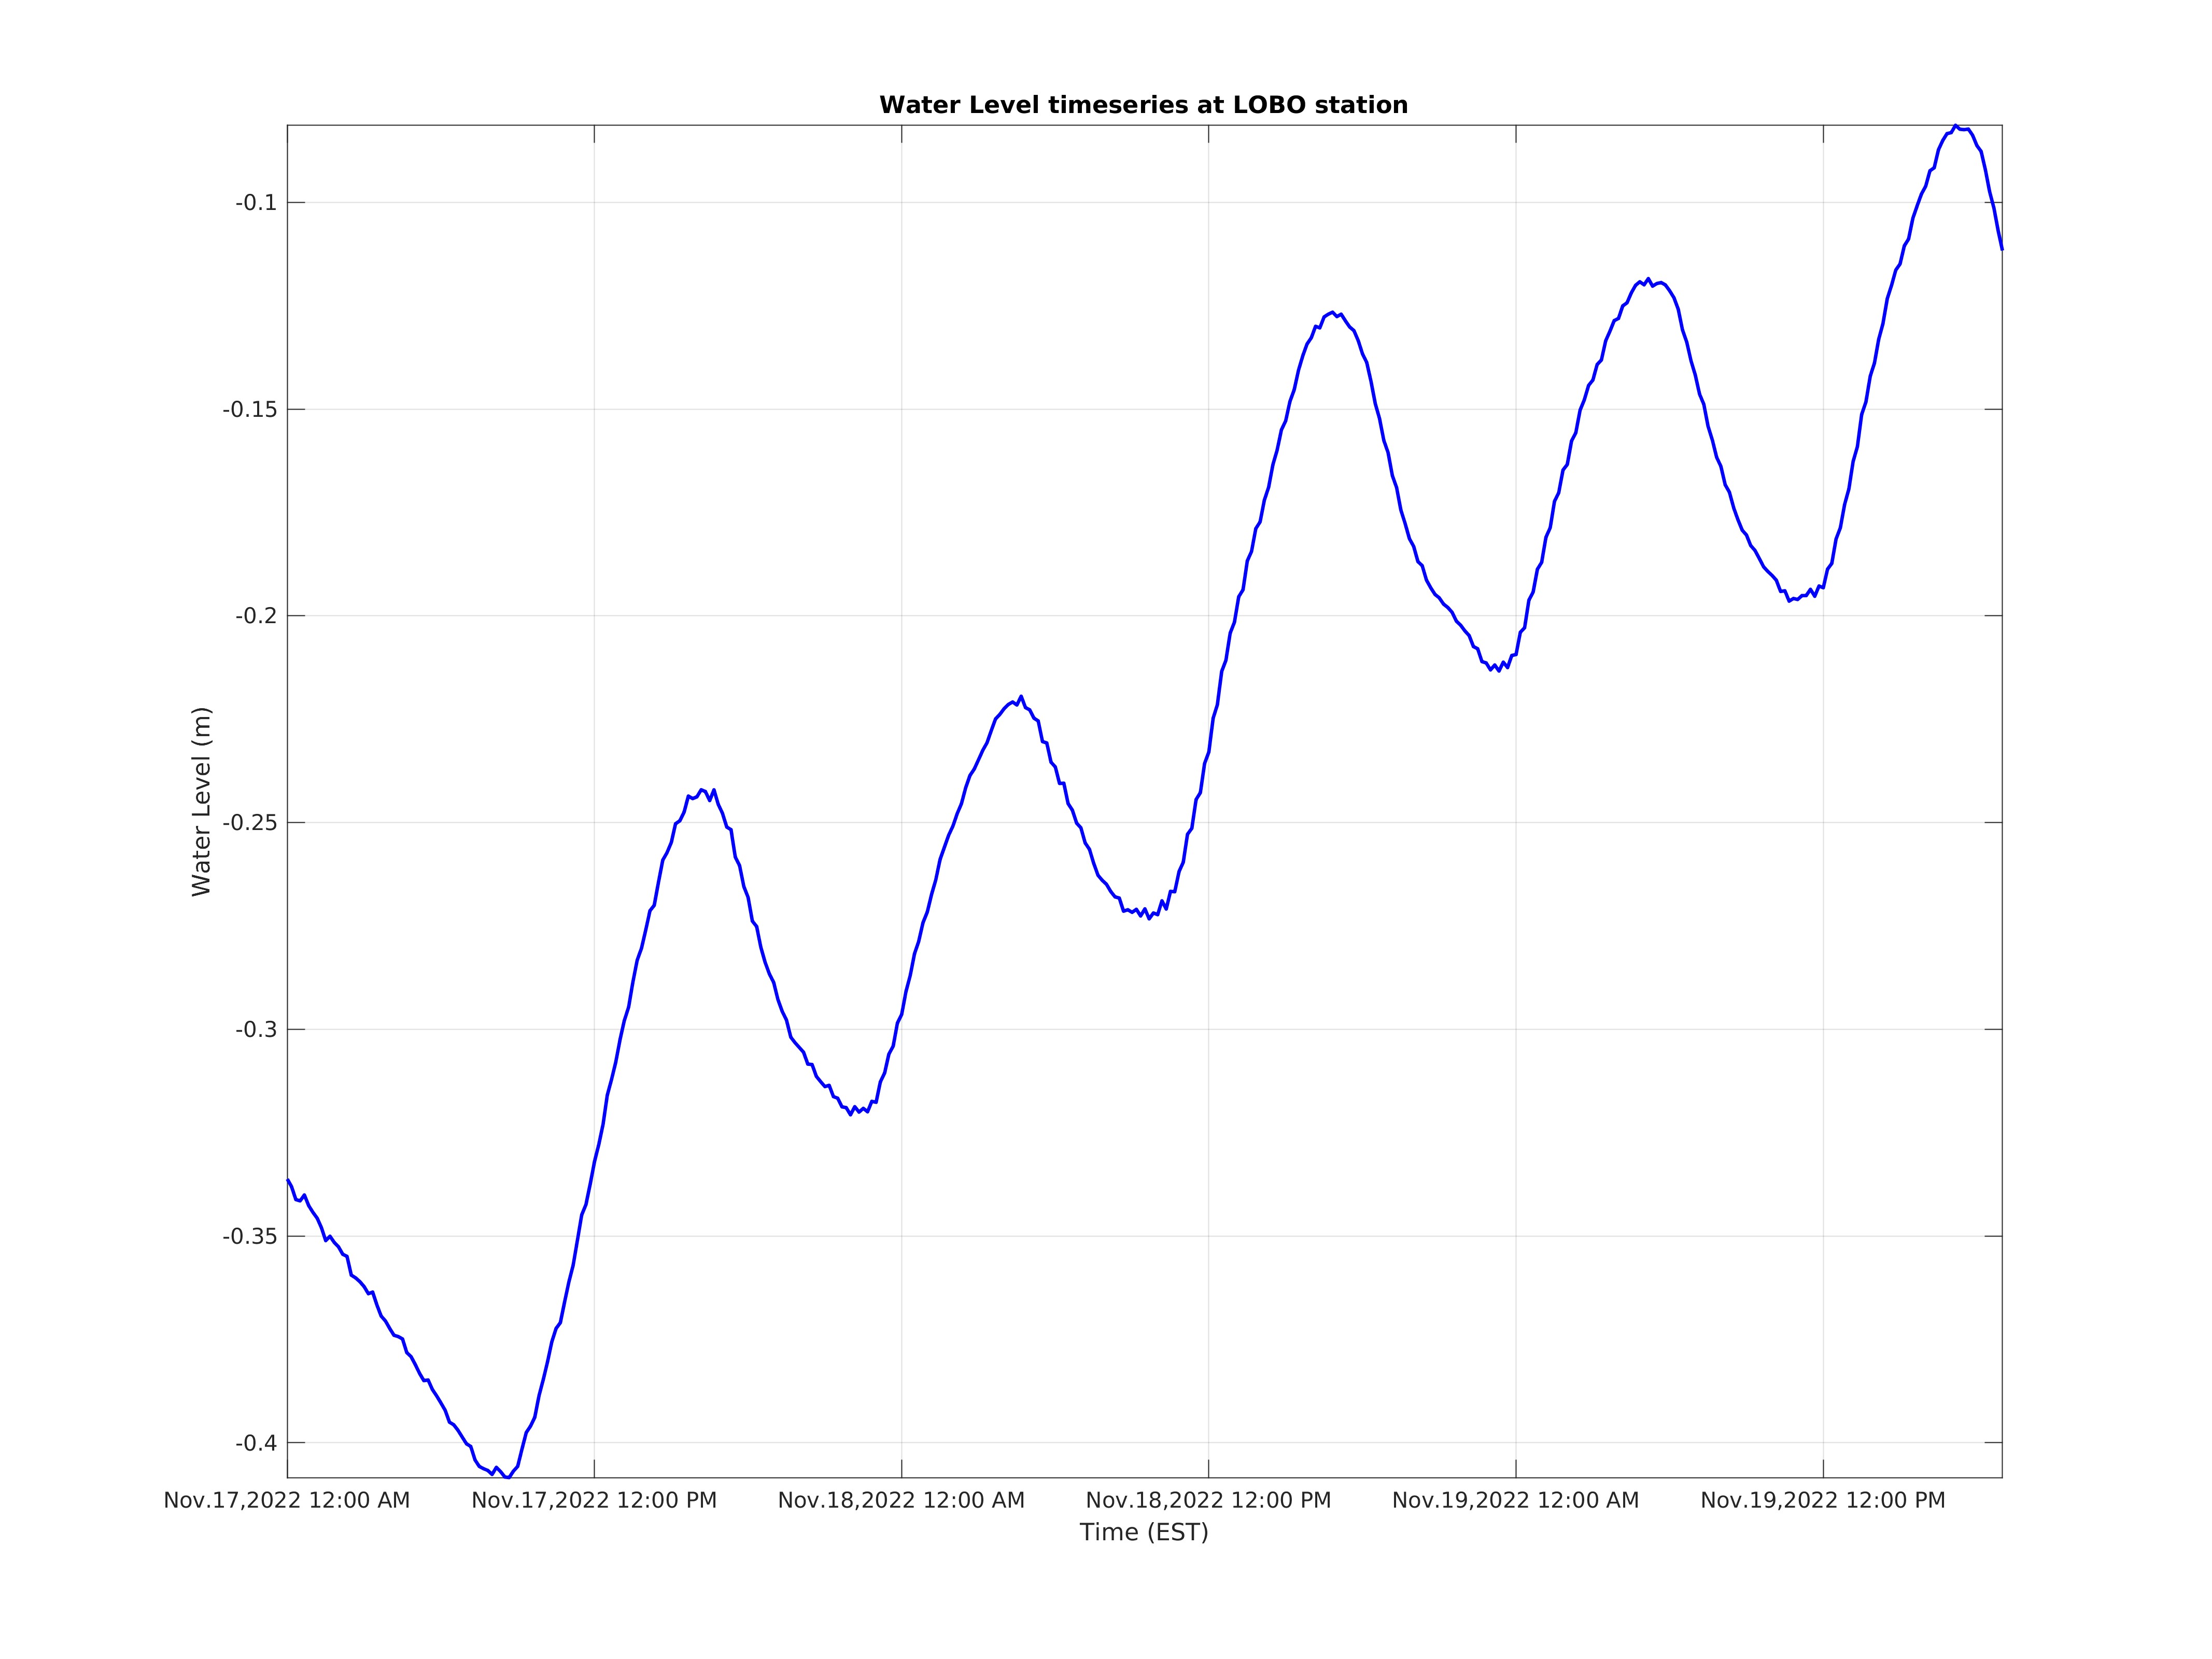 Water Level timeseries at LOBO station
-0.1
-0.15
-0.2
-0.25
-0.3
-0.35
-0.4
Water Level (m)
Nov.17,2022 12:00 AM Nov.17,2022 12:00 PM Nov.18,2022 12:00 AM Nov.18,2022 12:00 PM Nov.19,2022 12:00 AM Nov.19,2022 12:00 PM
Time (EST)